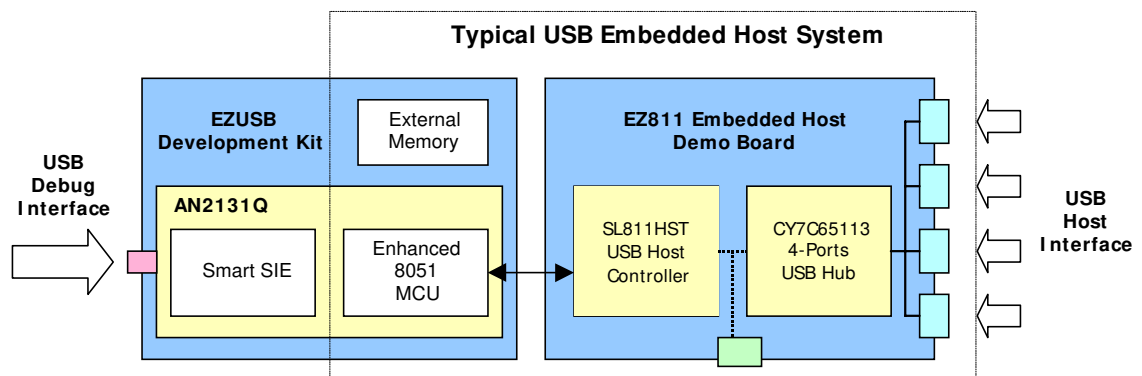 Typical USB Embedded Host System
EZUSB
Development Kit
External
Memory
EZ811 Embedded Host
Demo Board
USB
Debug
Interface
AN2131Q
Smart SIE
Enhanced
8051
MCU
SL811HST
USB Host
Controller
CY7C65113
4-Ports
USB Hub
USB
Host
Interface